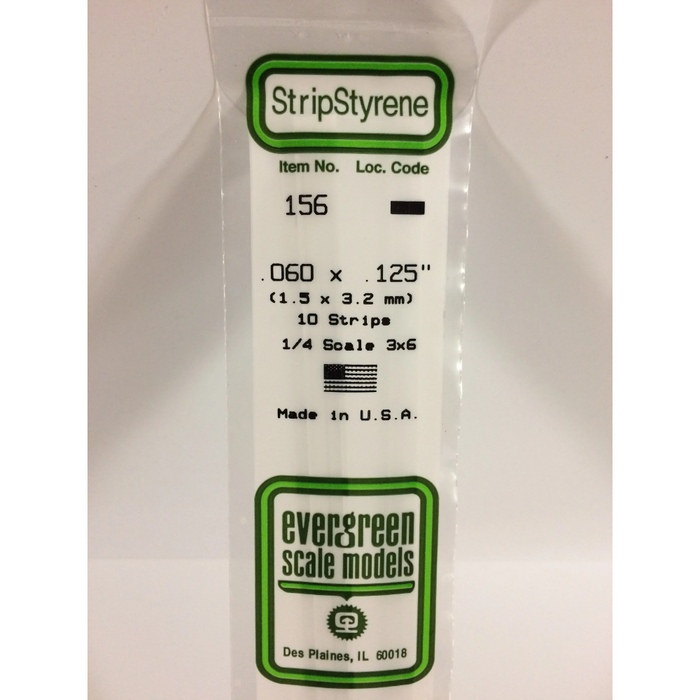 StripStyrene
Item No. Loc. Code
156
.060 x .125"
(1.5 x 3.2 mm)
10 Strips
1/4 Scale 3x6
Made in U.S.A.
evergreen
scale models
Des Plaines, IL 60018